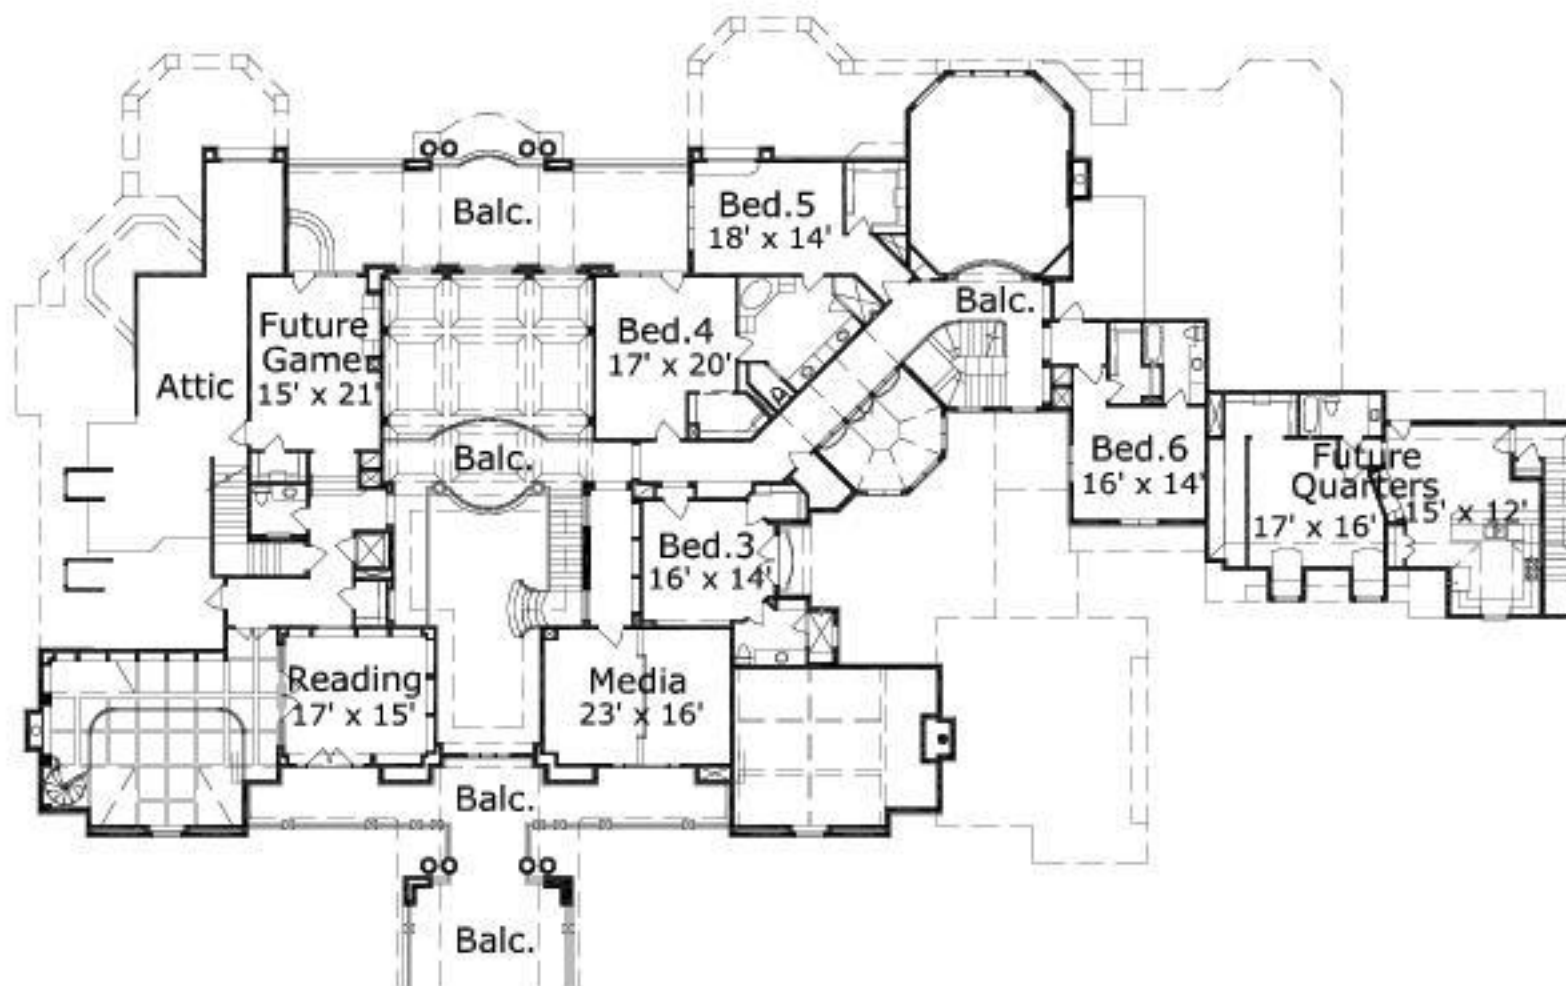 Balc.
Bed.5
18' x 14'
Balc.
Future
Game
15' x 21'
Bed.4
17' x 20'
Attic
Balc.
Bed.6
16' x 14'
Future
Quarters
17' x 16'
15' x 12'
Bed.3
16' x 14'
Reading
17' x 15'
Media
23' x 16'
Balc.
Balc.